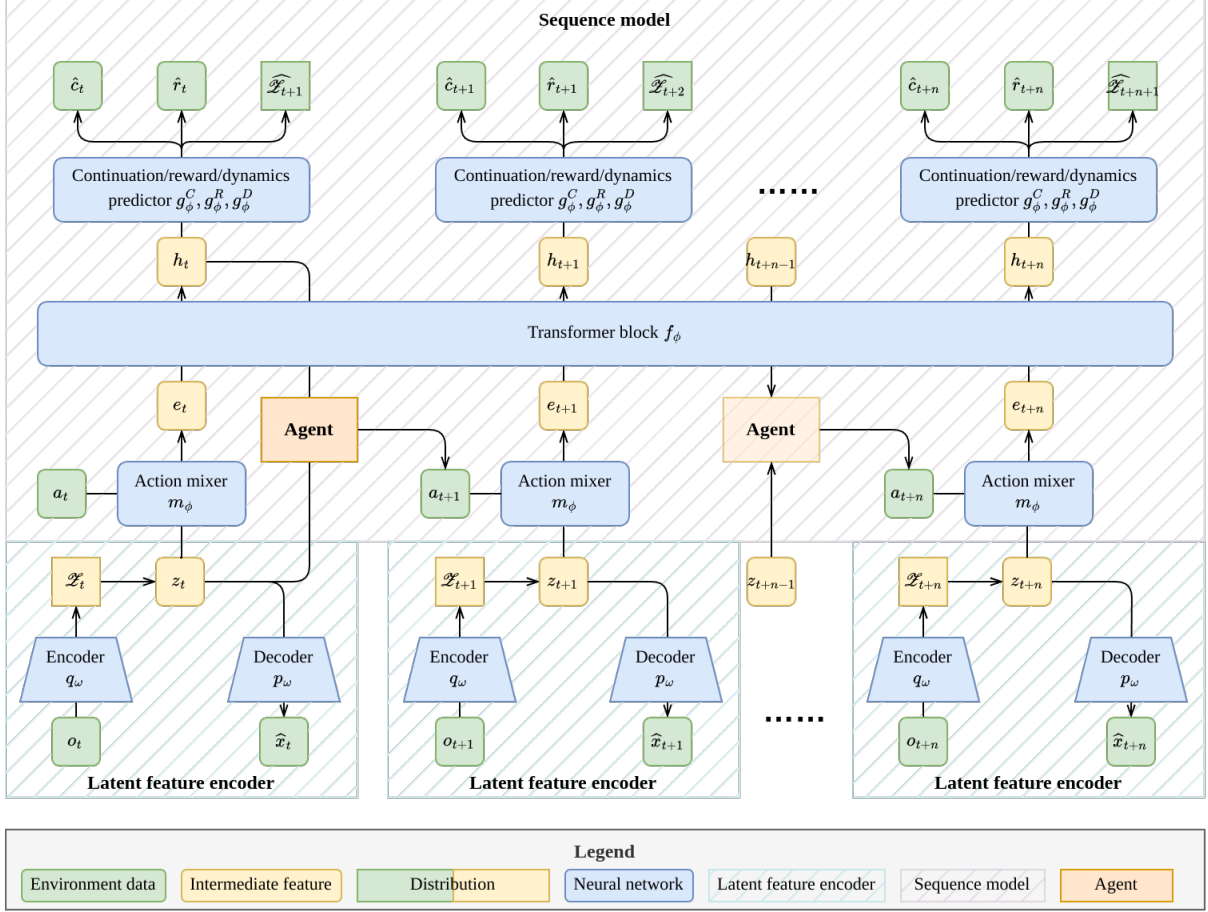 Sequence model
ĉ_t r̂_t 𝒵̂_{t+1} ĉ_{t+1} r̂_{t+1} 𝒵̂_{t+2} ĉ_{t+n} r̂_{t+n} 𝒵̂_{t+n+1}
Continuation/reward/dynamics Continuation/reward/dynamics Continuation/reward/dynamics
predictor g_ϕ^C, g_ϕ^R, g_ϕ^D predictor g_ϕ^C, g_ϕ^R, g_ϕ^D ...... predictor g_ϕ^C, g_ϕ^R, g_ϕ^D
h_t h_{t+1} h_{t+n−1} h_{t+n}
Transformer block f_ϕ
e_t e_{t+1} e_{t+n}
Agent Agent
a_t Action mixer a_{t+1} Action mixer a_{t+n} Action mixer
m_ϕ m_ϕ m_ϕ
𝒵_t z_t 𝒵_{t+1} z_{t+1} z_{t+n−1} 𝒵_{t+n} z_{t+n}
Encoder Decoder Encoder Decoder Encoder Decoder
q_ω p_ω q_ω p_ω q_ω p_ω
......
o_t x̂_t o_{t+1} x̂_{t+1} o_{t+n} x̂_{t+n}
Latent feature encoder Latent feature encoder Latent feature encoder
Legend
Environment data Intermediate feature Distribution Neural network Latent feature encoder Sequence model Agent